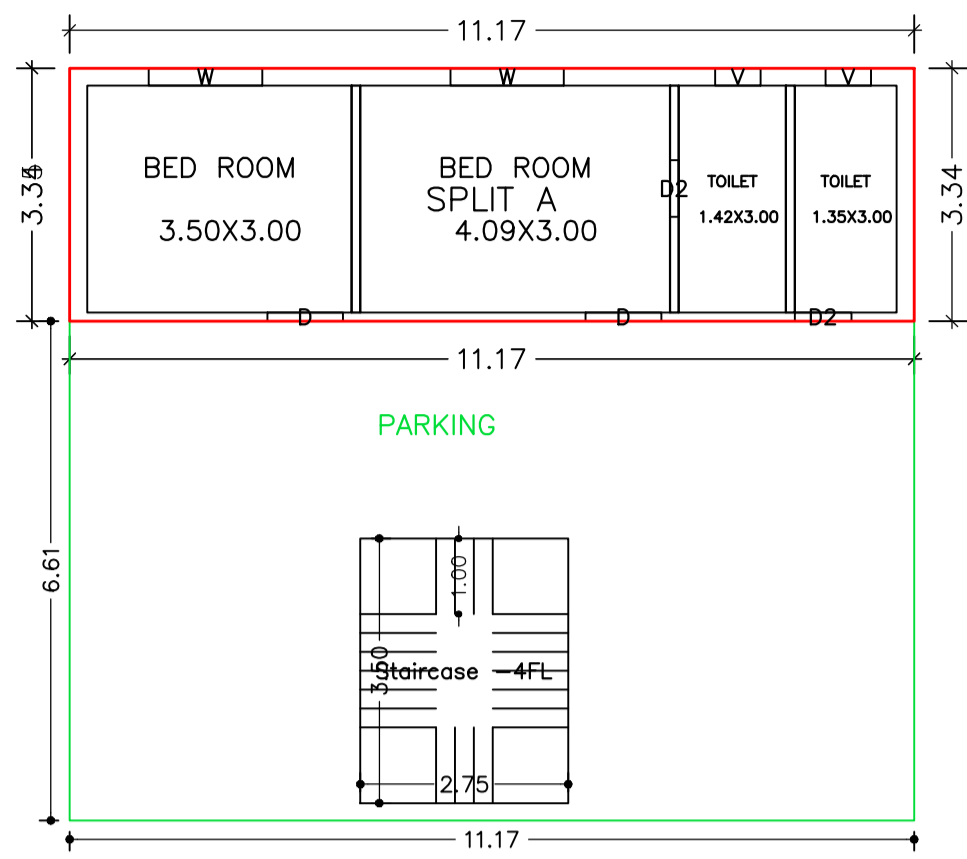 11.17
W W V V
3.34
BED ROOM
3.50X3.00
BED ROOM
SPLIT A
4.09X3.00
D2
TOILET
1.42X3.00
TOILET
1.35X3.00
3.34
D D D2
11.17
PARKING
6.61
1.00
3.50
Staircase -4FL
2.75
11.17